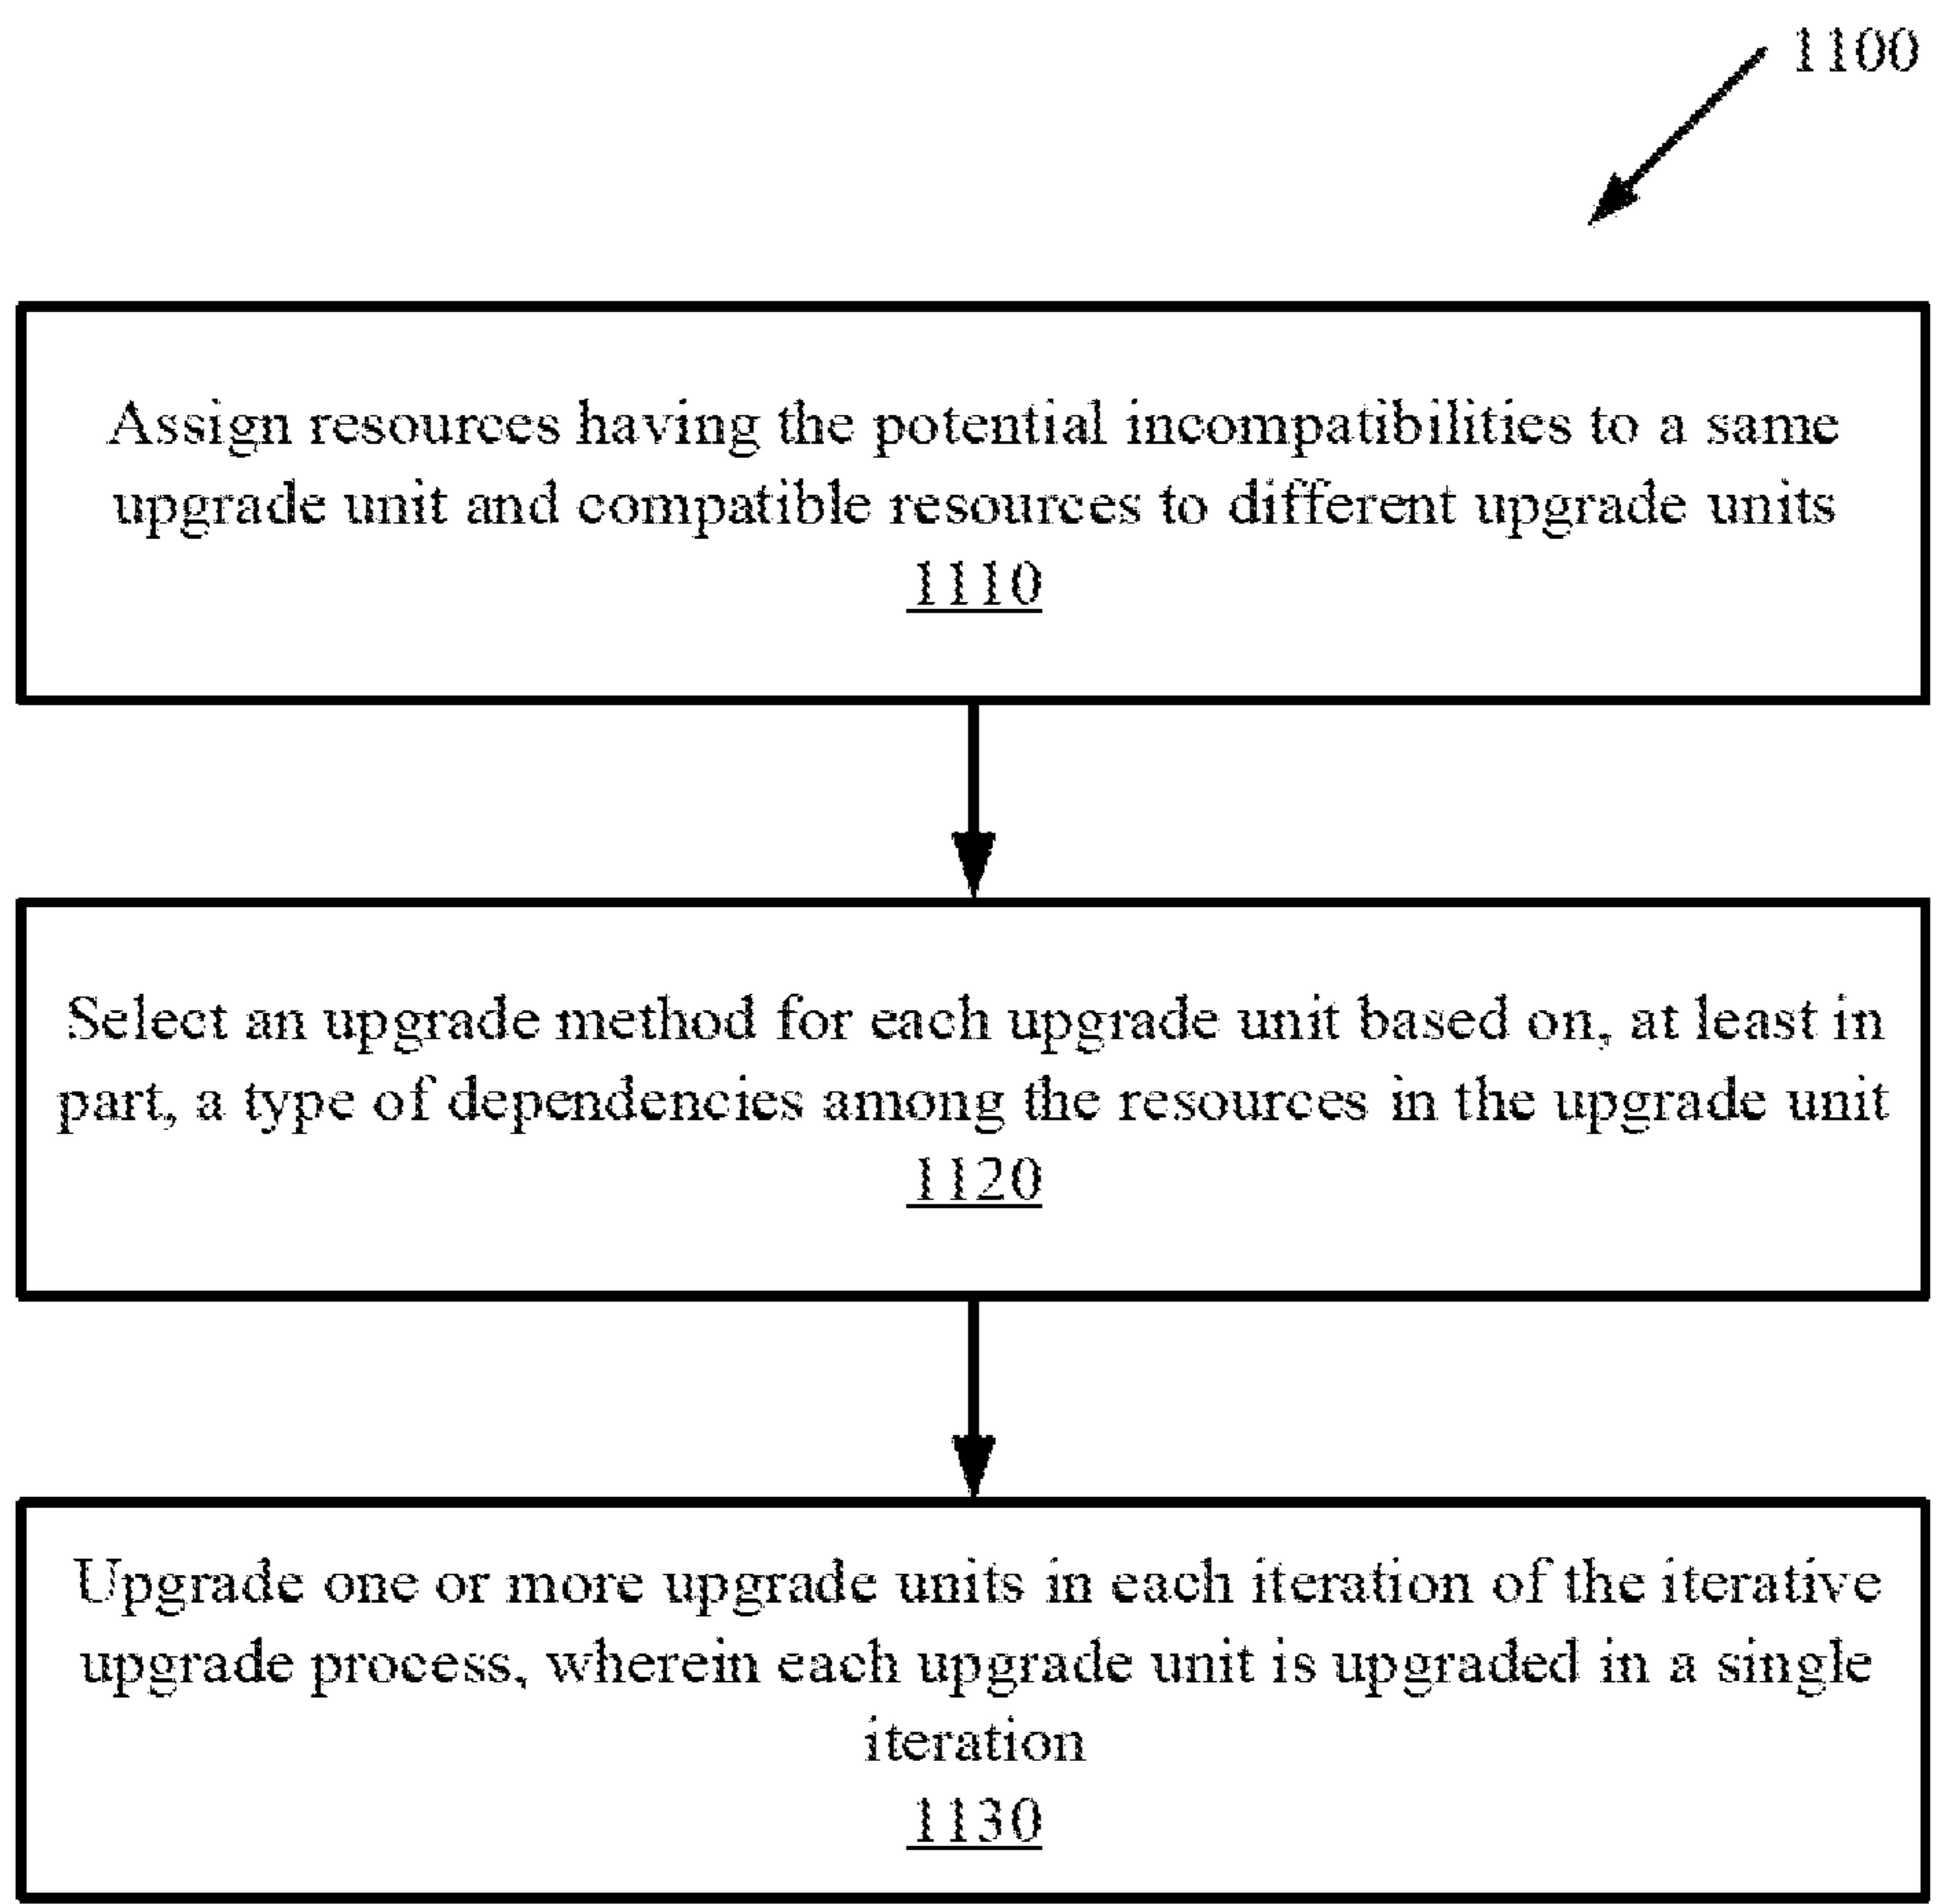 1100
Assign resources having the potential incompatibilities to a same
upgrade unit and compatible resources to different upgrade units
1110
Select an upgrade method for each upgrade unit based on, at least in
part, a type of dependencies among the resources in the upgrade unit
1120
Upgrade one or more upgrade units in each iteration of the iterative
upgrade process, wherein each upgrade unit is upgraded in a single
iteration
1130